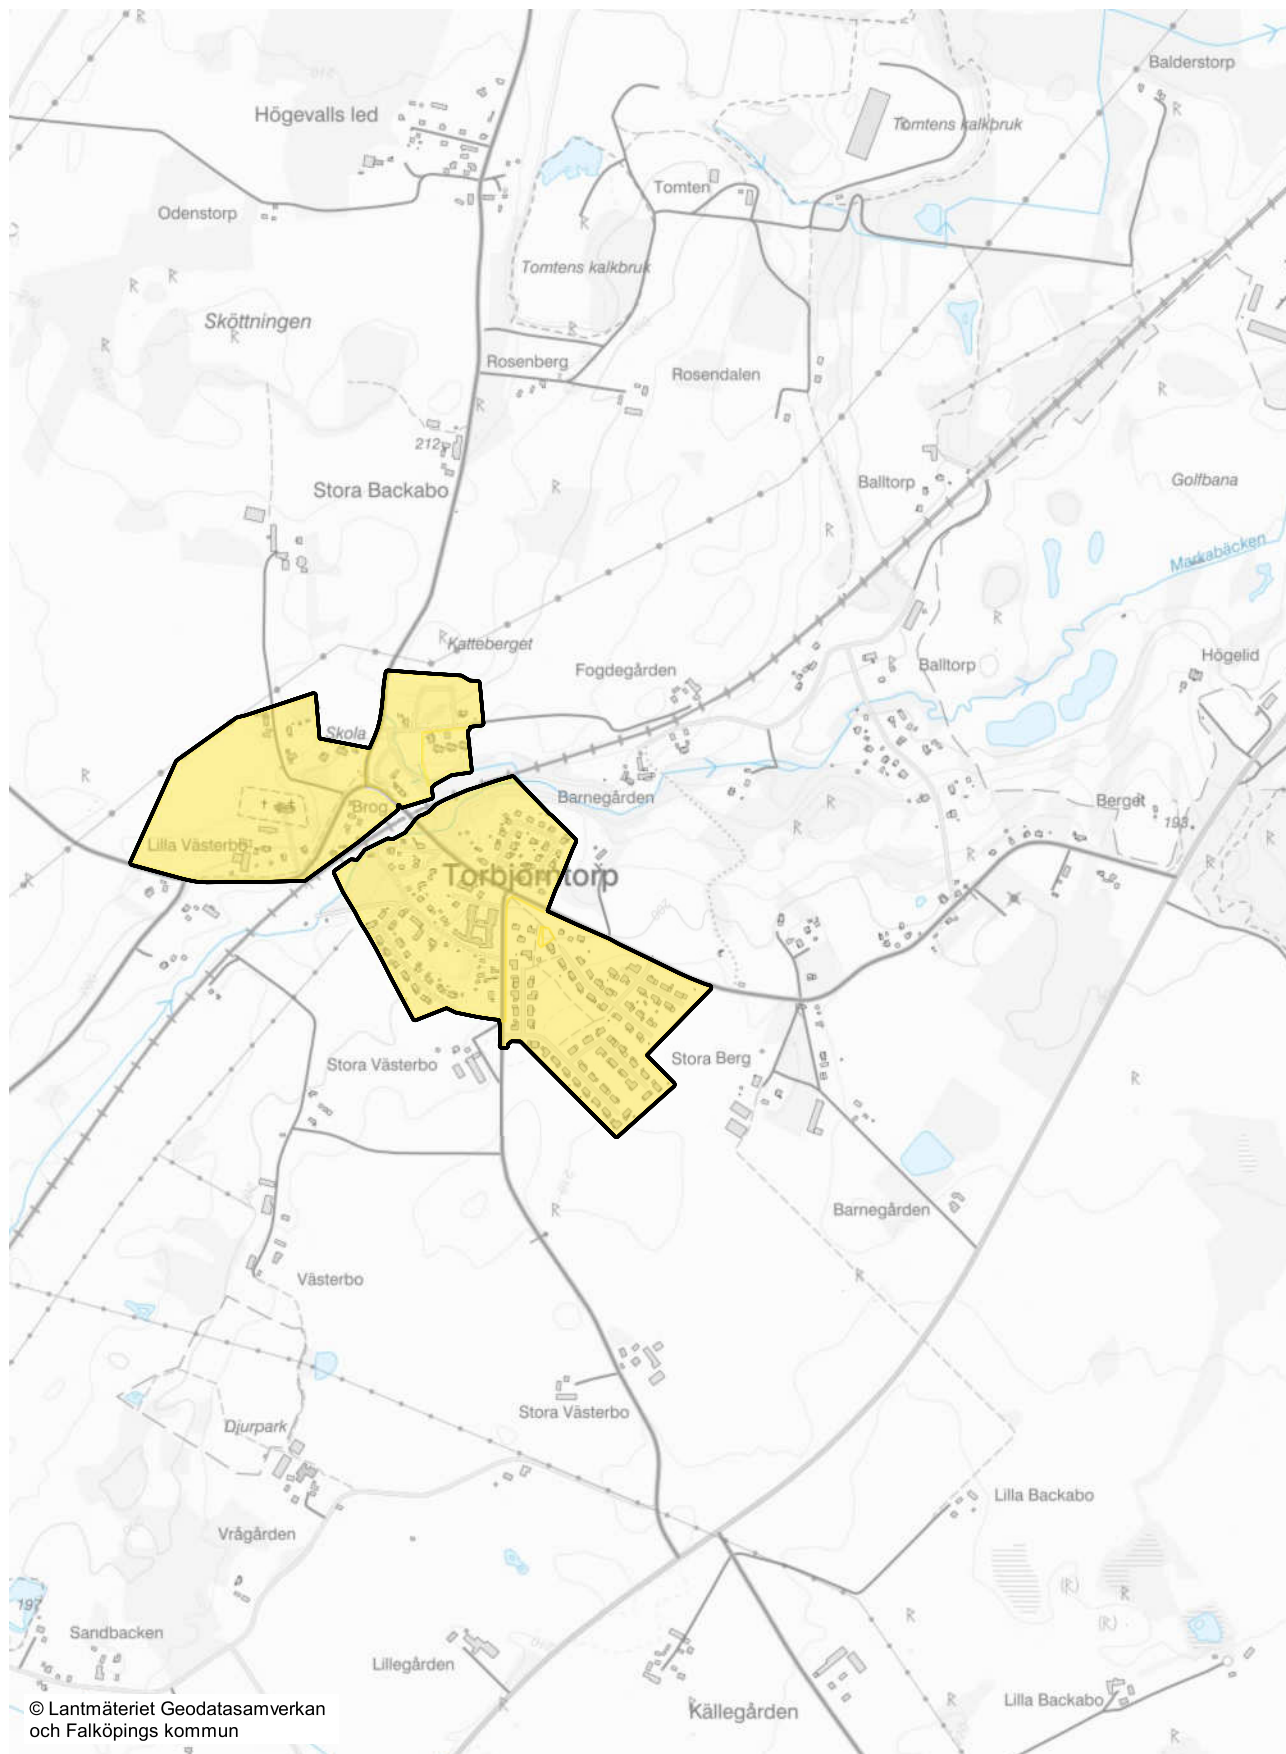 Balderstorp
Högevalls led
Tomtens kalkbruk
Tomten
Odenstorp
Tomtens kalkbruk
Sköttningen
Rosenberg
Rosendalen
212
Stora Backabo
Balltorp
Golfbana
Markabäcken
Katteberget
Fogdegården
Balltorp
Högelid
Skola
Barnegården
Brog
Berget
193
Lilla Västerbo
Torbjörntorp
200
Stora Västerbo
Stora Berg
210
Barnegården
Västerbo
Stora Västerbo
Djurpark
Lilla Backabo
Vrågården
197
Sandbacken
Lillegården
Källegården
Lilla Backabo
© Lantmäteriet Geodatasamverkan
och Falköpings kommun